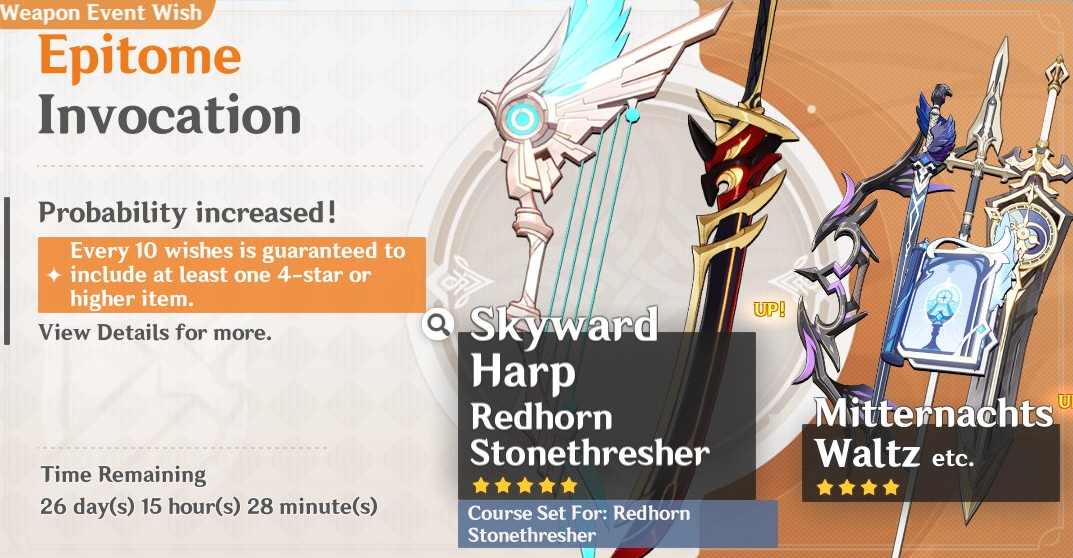 Weapon Event Wish
Epitome
Invocation
Probability increased!
Every 10 wishes is guaranteed to
include at least one 4-star or
higher item.
View Details for more.
Time Remaining
26 day(s) 15 hour(s) 28 minute(s)
UP!
Skyward
Harp
Redhorn
Stonethresher
Course Set For: Redhorn
Stonethresher
Mitternachts
Waltz etc.